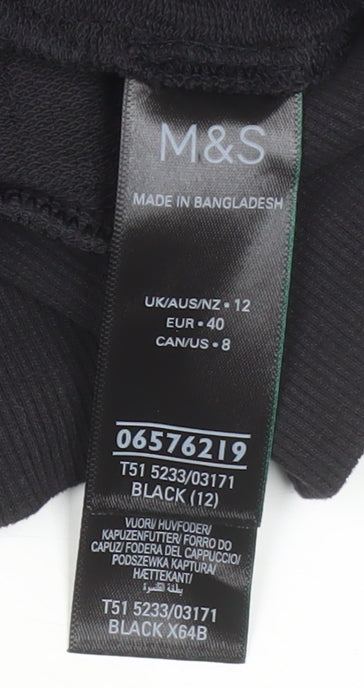 M&S
MADE IN BANGLADESH
UK/AUS/NZ • 12
EUR • 40
CAN/US • 8
06576219
T51 5233/03171
BLACK (12)
VUORI/ HUVFODER/
KAPUZENFUTTER/ FORRO DO
CAPUZ/ FODERA DEL CAPPUCCIO/
PODSZEWKA KAPTURA/
HÆTTEKANT/
بطانة القلنسوة
T51 5233/03171
BLACK X64B